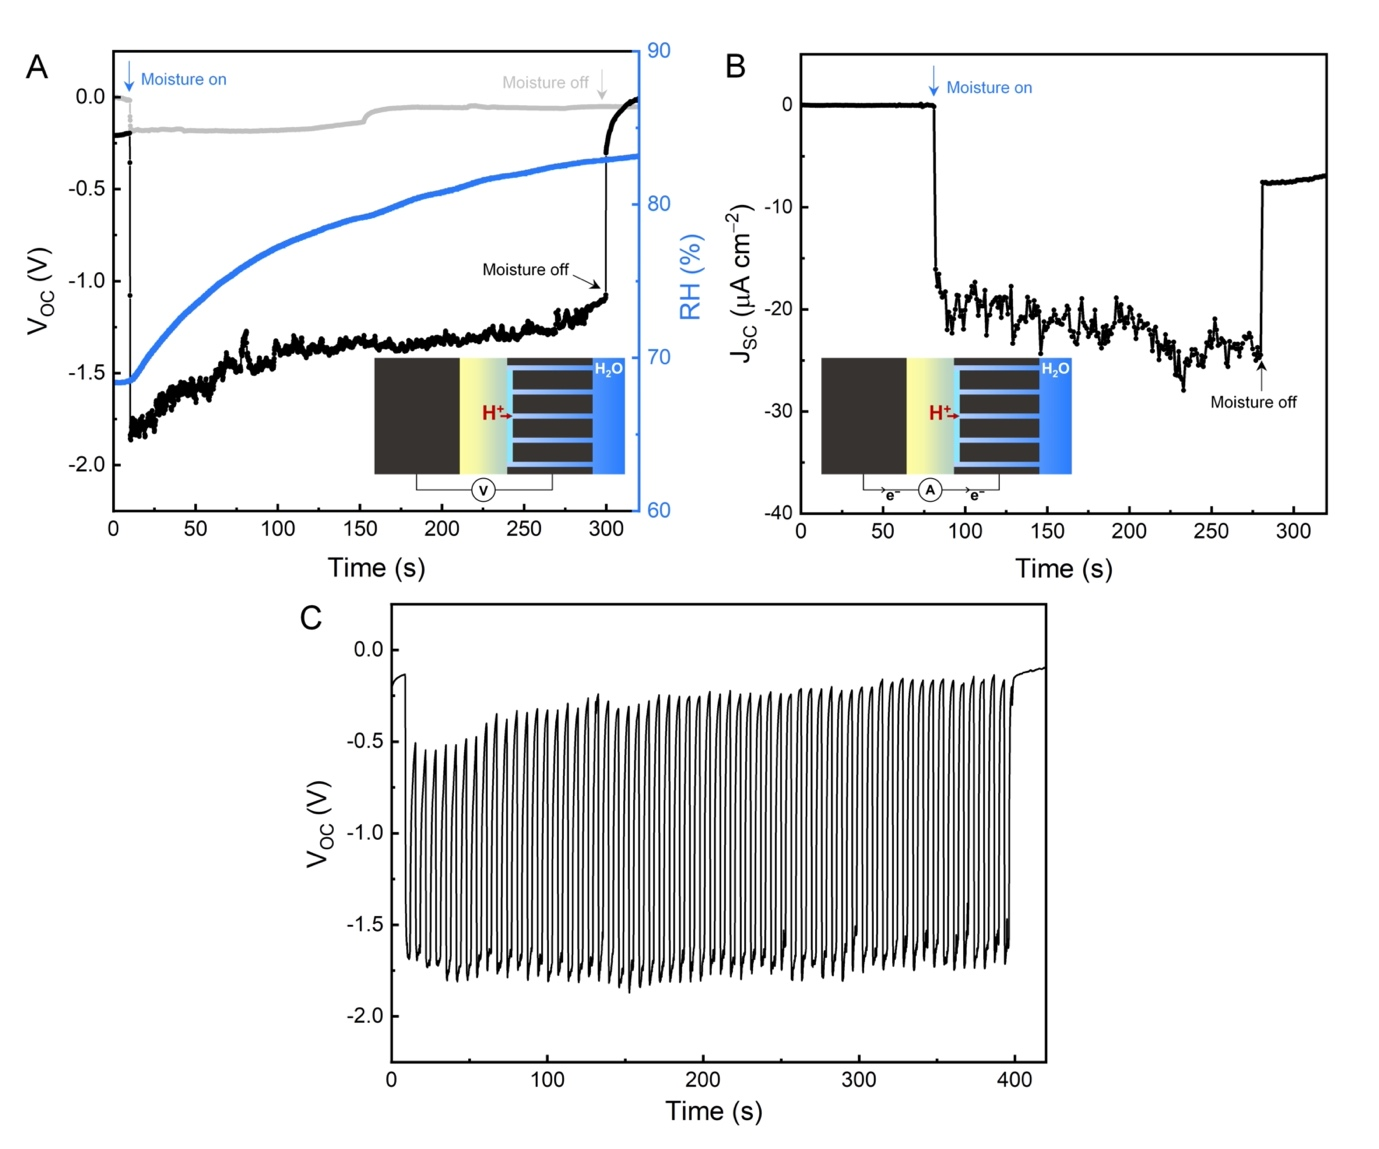 A
Moisture on
Moisture off
0.0
-0.5
-1.0
-1.5
-2.0
V_OC (V)
90
80
70
60
RH (%)
Moisture off
H₂O
H⁺
V
0 50 100 150 200 250 300
Time (s)
B
Moisture on
0
-10
-20
-30
-40
J_SC (µA cm⁻²)
H₂O
H⁺
Moisture off
e⁻ A e⁻
0 50 100 150 200 250 300
Time (s)
C
0.0
-0.5
-1.0
-1.5
-2.0
V_OC (V)
0 100 200 300 400
Time (s)